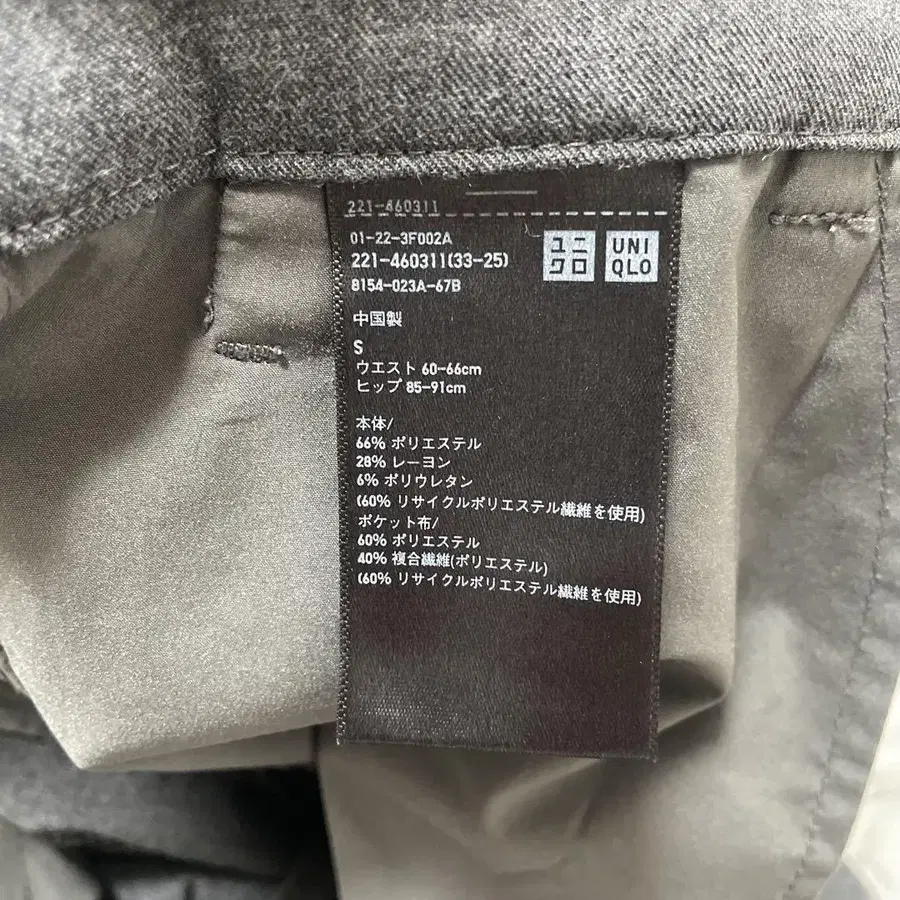 221-460311
01-22-3F002A
221-460311(33-25)
8154-023A-67B
ユニ
クロ
UNI
QLO
中国製
S
ウエスト 60-66cm
ヒップ 85-91cm
本体/
66% ポリエステル
28% レーヨン
6% ポリウレタン
(60% リサイクルポリエステル繊維を使用)
ポケット布/
60% ポリエステル
40% 複合繊維(ポリエステル)
(60% リサイクルポリエステル繊維を使用)